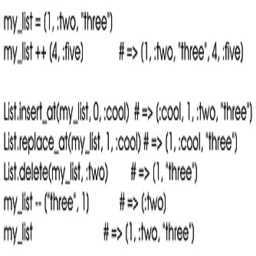 my_list = (1, :two, "three")
my_list ++ (4, :five) # => (1, :two, "three", 4, :five)
List.insert_at(my_list, 0, :cool) # => (:cool, 1, :two, "three")
List.replace_at(my_list, 1, :cool) # => (1, :cool, "three")
List.delete(my_list, :two) # => (1, "three")
my_list -- ("three", 1) # => (:two)
my_list # => (1, :two, "three")